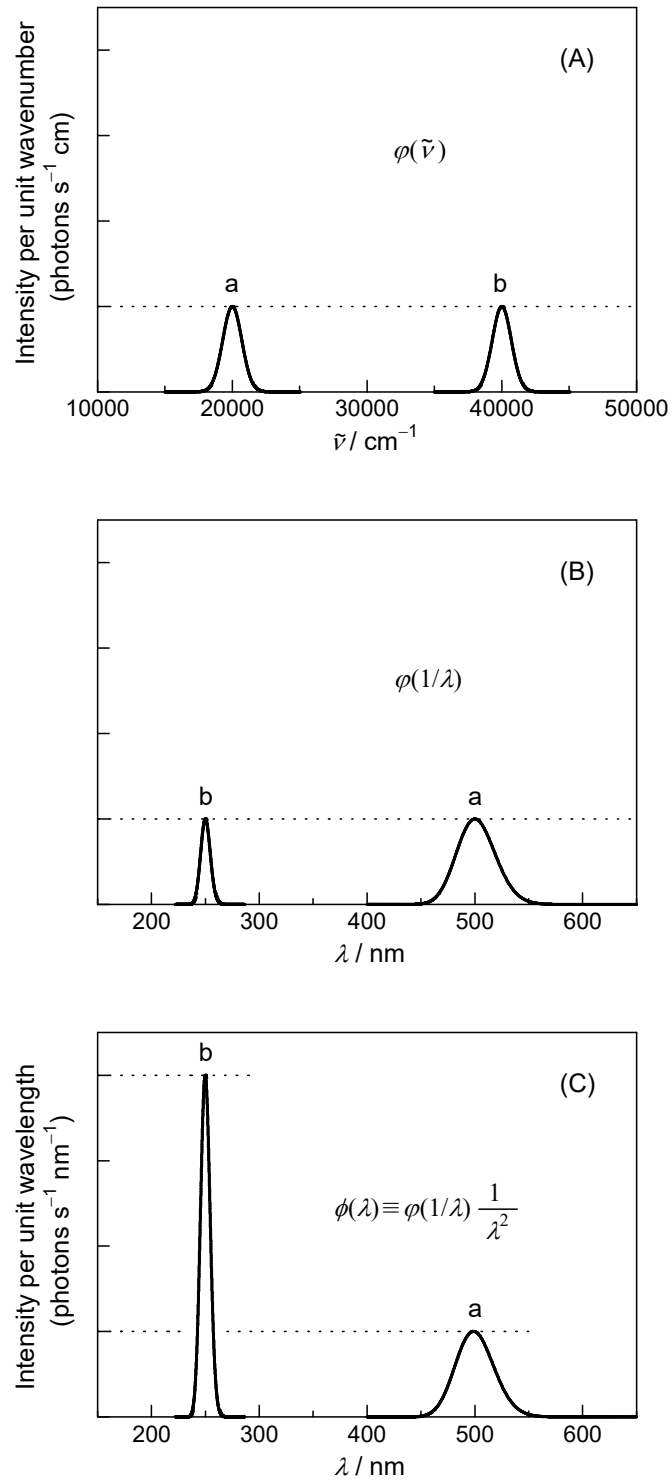 (A)
Intensity per unit wavenumber
(photons s⁻¹ cm)
φ(ν̃)
a b
10000 20000 30000 40000 50000
ν̃ / cm⁻¹
(B)
φ(1/λ)
b a
200 300 400 500 600
λ / nm
b
(C)
Intensity per unit wavelength
(photons s⁻¹ nm⁻¹)
ϕ(λ)≡φ(1/λ) 1/λ²
a
200 300 400 500 600
λ / nm